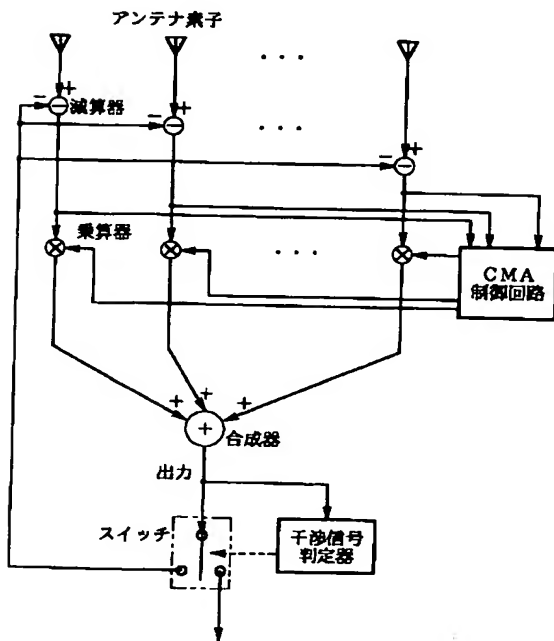 アンテナ素子
. . .
減算器
. . .
乗算器
. . .
CMA
制御回路
合成器
出力
スイッチ
干渉信号
判定器